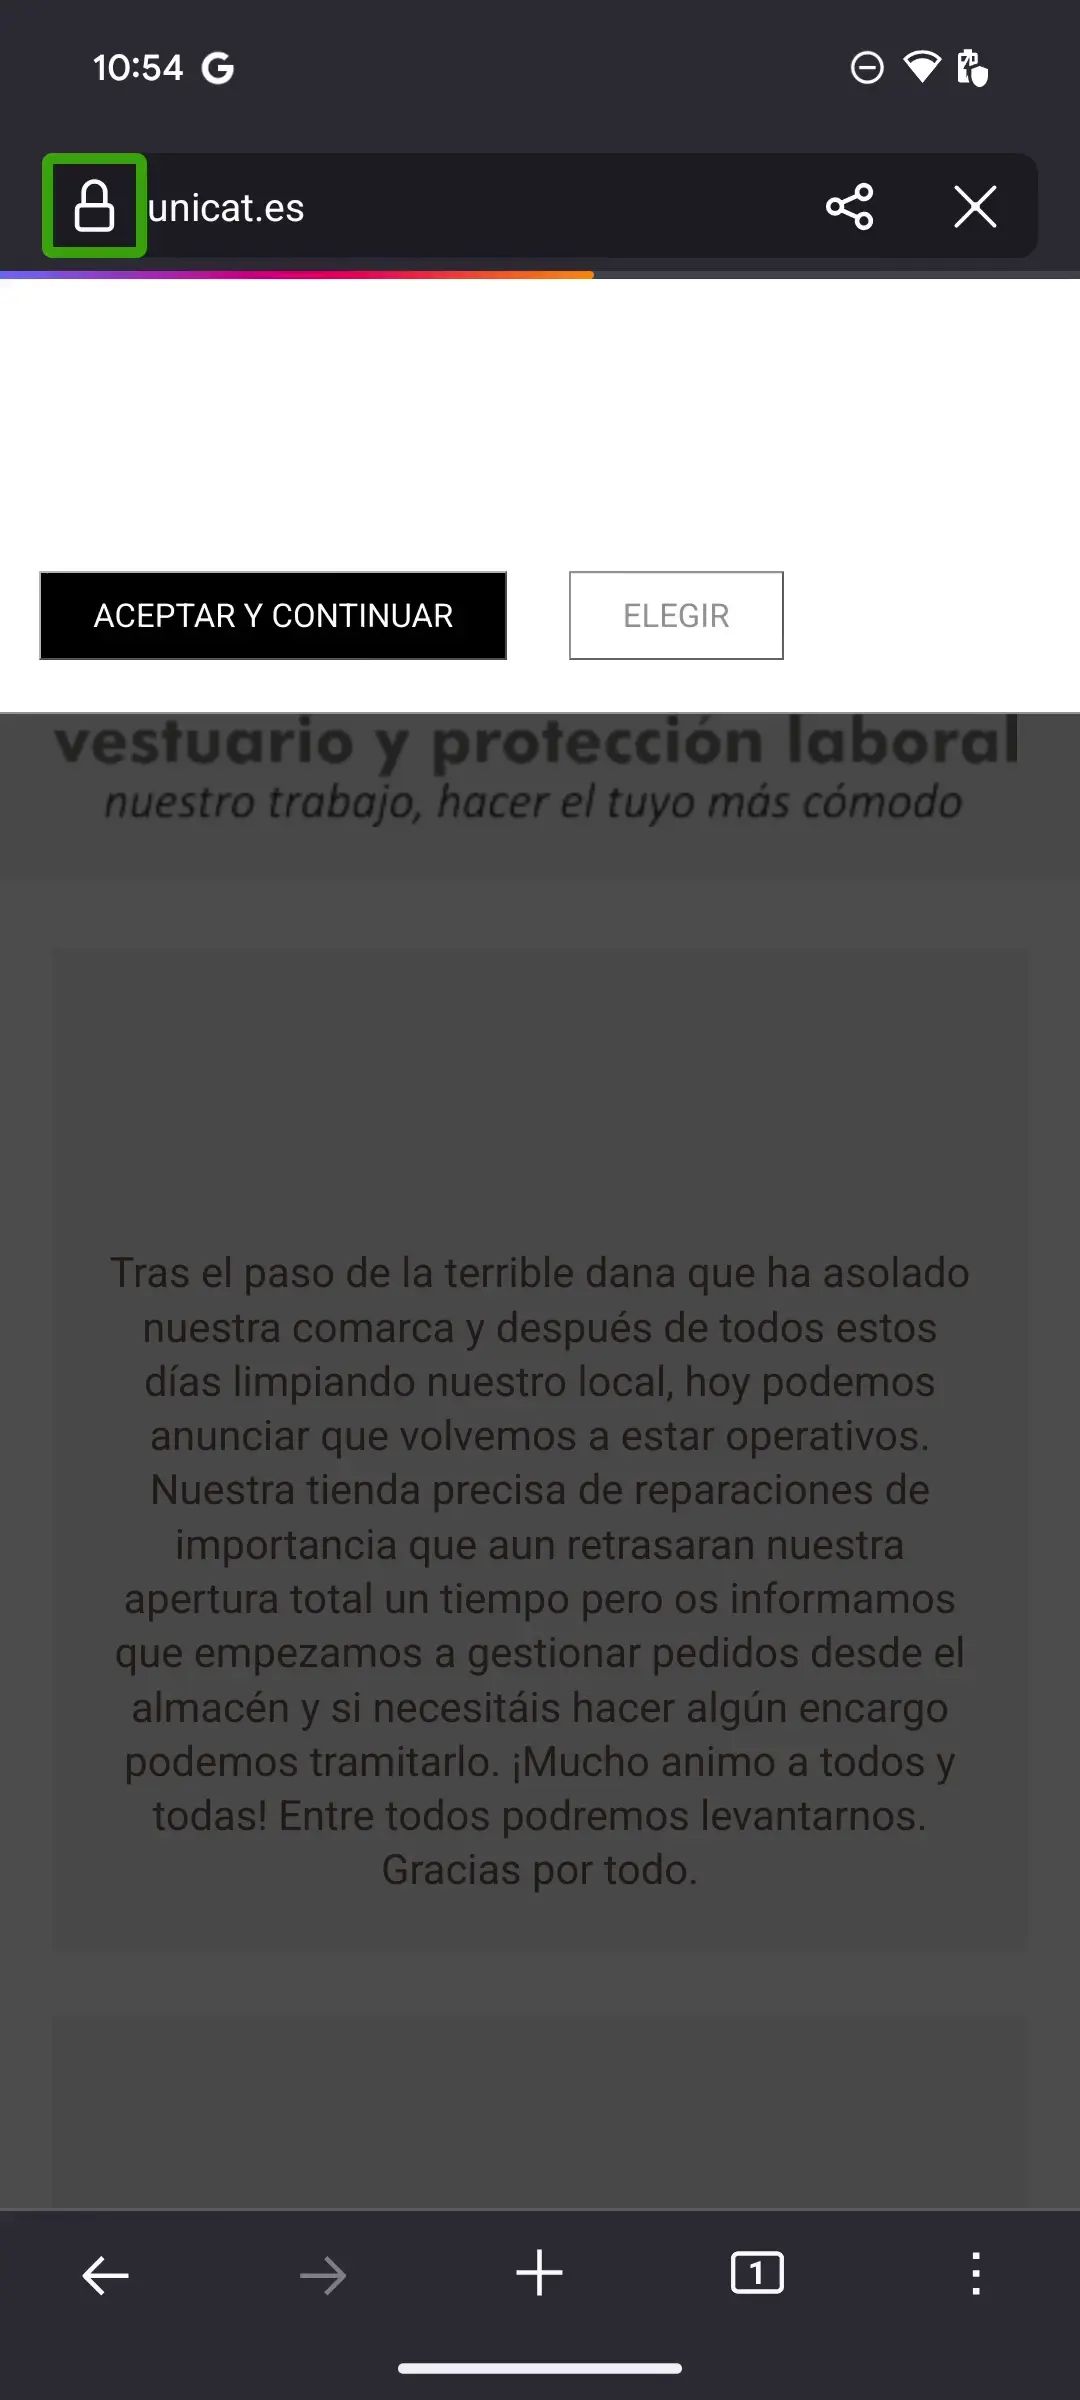 10:54
unicat.es
ACEPTAR Y CONTINUAR
ELEGIR
vestuario y protección laboral
nuestro trabajo, hacer el tuyo más cómodo
Tras el paso de la terrible dana que ha asolado
nuestra comarca y después de todos estos
días limpiando nuestro local, hoy podemos
anunciar que volvemos a estar operativos.
Nuestra tienda precisa de reparaciones de
importancia que aun retrasaran nuestra
apertura total un tiempo pero os informamos
que empezamos a gestionar pedidos desde el
almacén y si necesitáis hacer algún encargo
podemos tramitarlo. ¡Mucho animo a todos y
todas! Entre todos podremos levantarnos.
Gracias por todo.
1